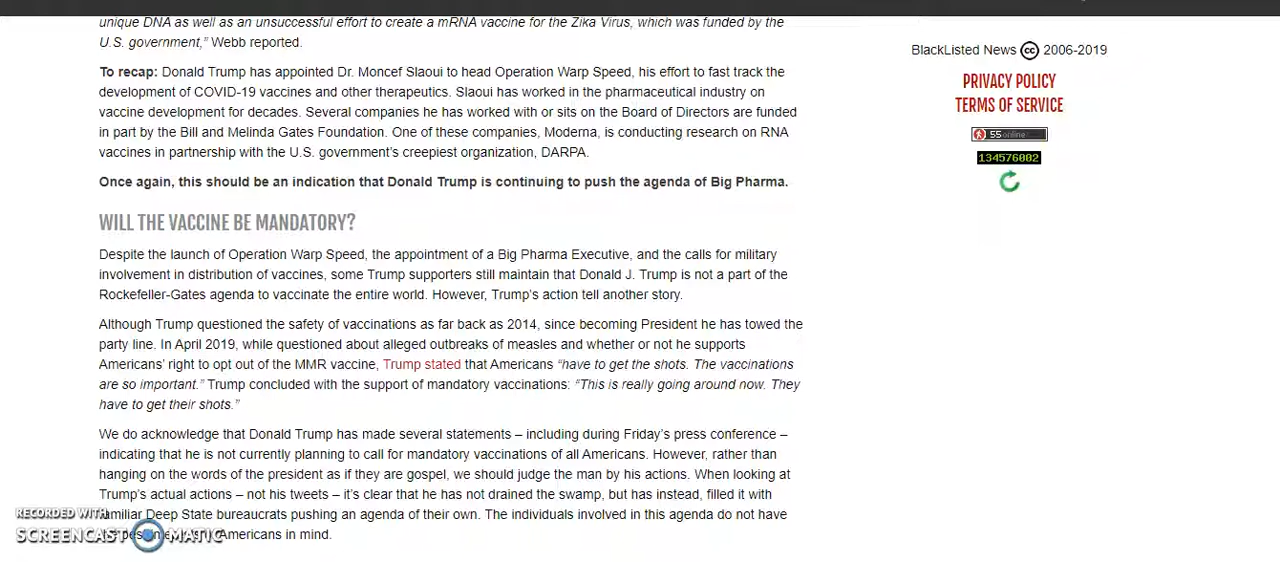 unique DNA as well as an unsuccessful effort to create a mRNA vaccine for the Zika Virus, which was funded by the
U.S. government,” Webb reported.
To recap: Donald Trump has appointed Dr. Moncef Slaoui to head Operation Warp Speed, his effort to fast track the
development of COVID-19 vaccines and other therapeutics. Slaoui has worked in the pharmaceutical industry on
vaccine development for decades. Several companies he has worked with or sits on the Board of Directors are funded
in part by the Bill and Melinda Gates Foundation. One of these companies, Moderna, is conducting research on RNA
vaccines in partnership with the U.S. government’s creepiest organization, DARPA.
Once again, this should be an indication that Donald Trump is continuing to push the agenda of Big Pharma.
WILL THE VACCINE BE MANDATORY?
Despite the launch of Operation Warp Speed, the appointment of a Big Pharma Executive, and the calls for military
involvement in distribution of vaccines, some Trump supporters still maintain that Donald J. Trump is not a part of the
Rockefeller-Gates agenda to vaccinate the entire world. However, Trump’s action tell another story.
Although Trump questioned the safety of vaccinations as far back as 2014, since becoming President he has towed the
party line. In April 2019, while questioned about alleged outbreaks of measles and whether or not he supports
Americans’ right to opt out of the MMR vaccine, Trump stated that Americans “have to get the shots. The vaccinations
are so important.” Trump concluded with the support of mandatory vaccinations: “This is really going around now. They
have to get their shots.”
We do acknowledge that Donald Trump has made several statements – including during Friday’s press conference –
indicating that he is not currently planning to call for mandatory vaccinations of all Americans. However, rather than
hanging on the words of the president as if they are gospel, we should judge the man by his actions. When looking at
Trump’s actual actions – not his tweets – it’s clear that he has not drained the swamp, but has instead, filled it with
Deep State bureaucrats pushing an agenda of their own. The individuals involved in this agenda do not have
Americans in mind.
RECORDED WITH
SCREENCAST MATIC
BlackListed News cc 2006-2019
PRIVACY POLICY
TERMS OF SERVICE
55 online
134576002